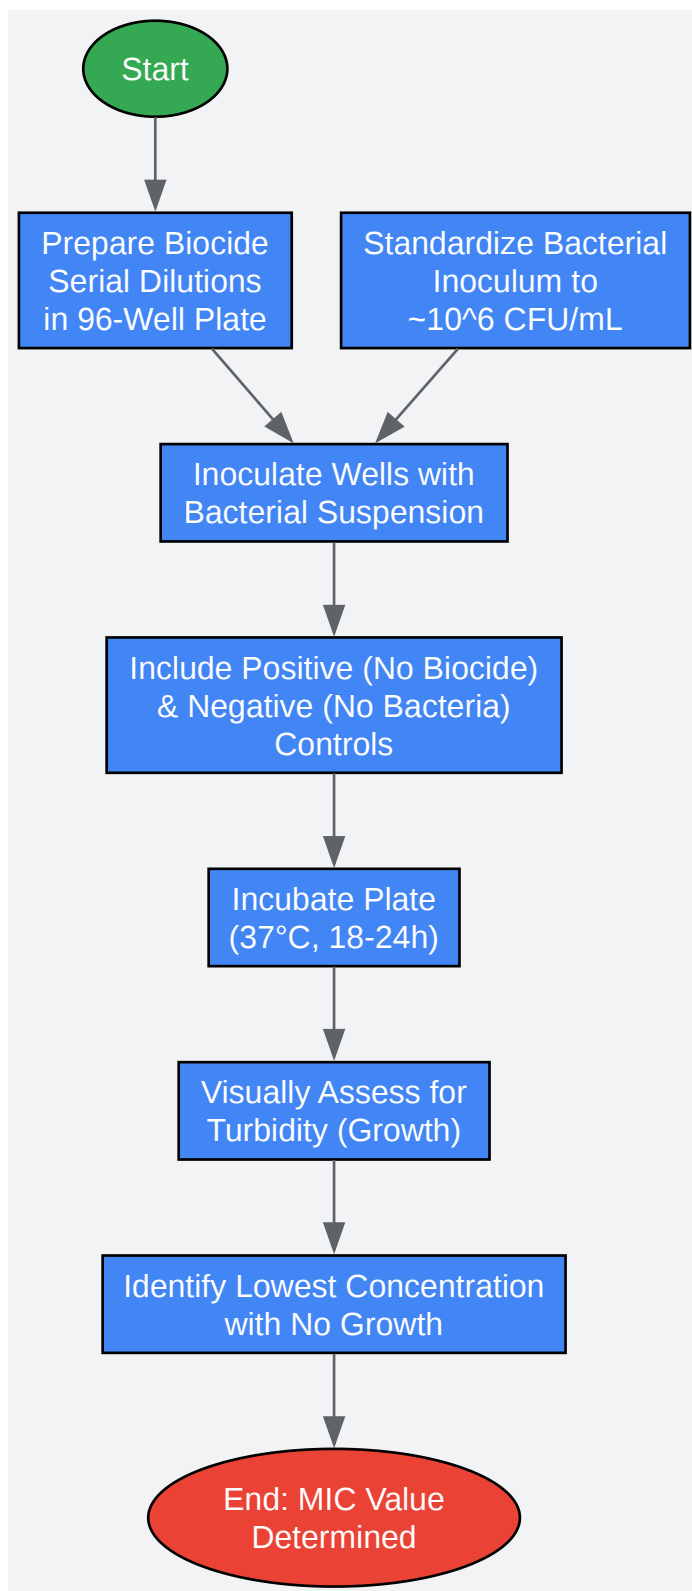 Start
Prepare Biocide
Serial Dilutions
in 96-Well Plate
Standardize Bacterial
Inoculum to
~10^6 CFU/mL
Inoculate Wells with
Bacterial Suspension
Include Positive (No Biocide)
& Negative (No Bacteria)
Controls
Incubate Plate
(37°C, 18-24h)
Visually Assess for
Turbidity (Growth)
Identify Lowest Concentration
with No Growth
End: MIC Value
Determined